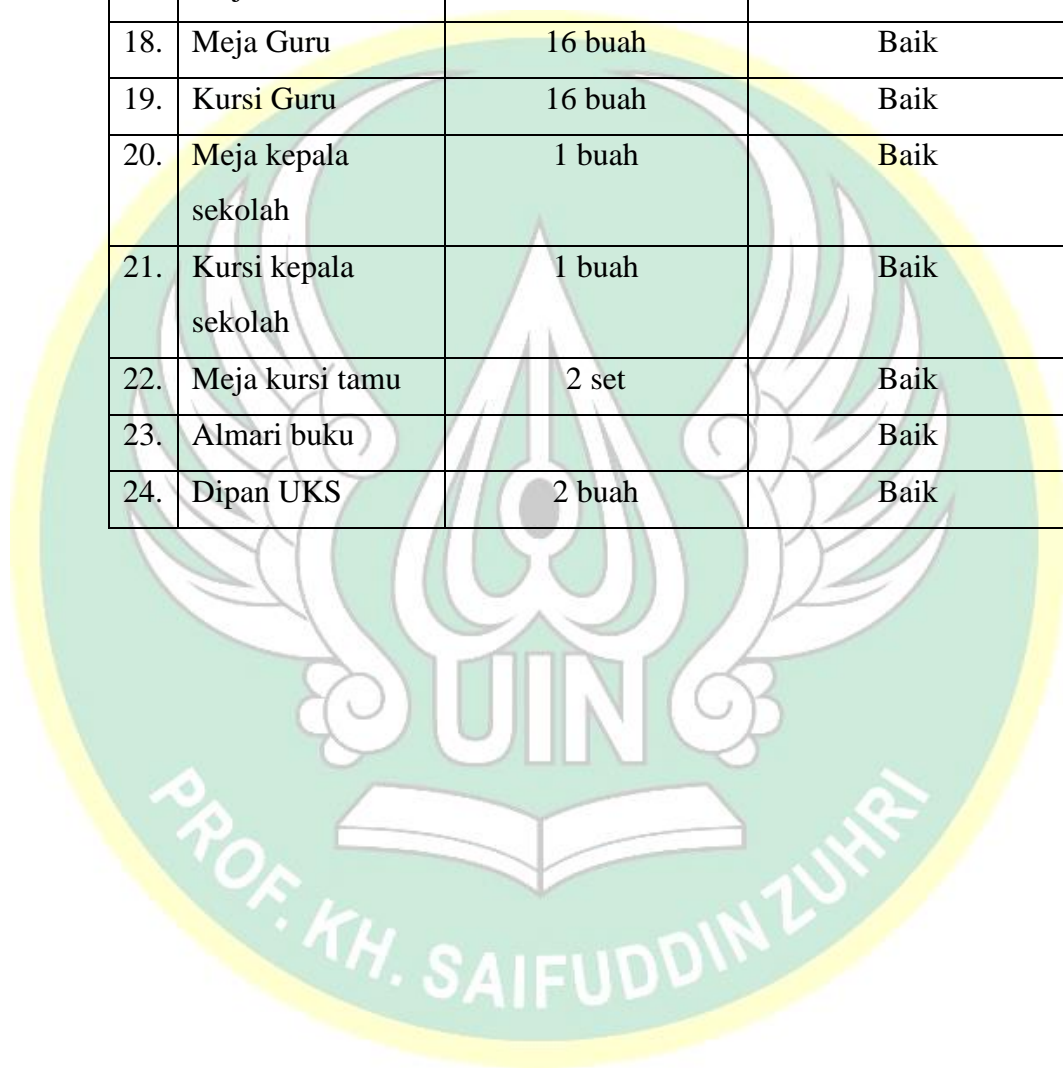 18. Meja Guru 16 buah Baik
19. Kursi Guru 16 buah Baik
20. Meja kepala 1 buah Baik
sekolah
21. Kursi kepala 1 buah Baik
sekolah
22. Meja kursi tamu 2 set Baik
23. Almari buku Baik
24. Dipan UKS 2 buah Baik
UIN
PROF. KH. SAIFUDDIN ZUHRI